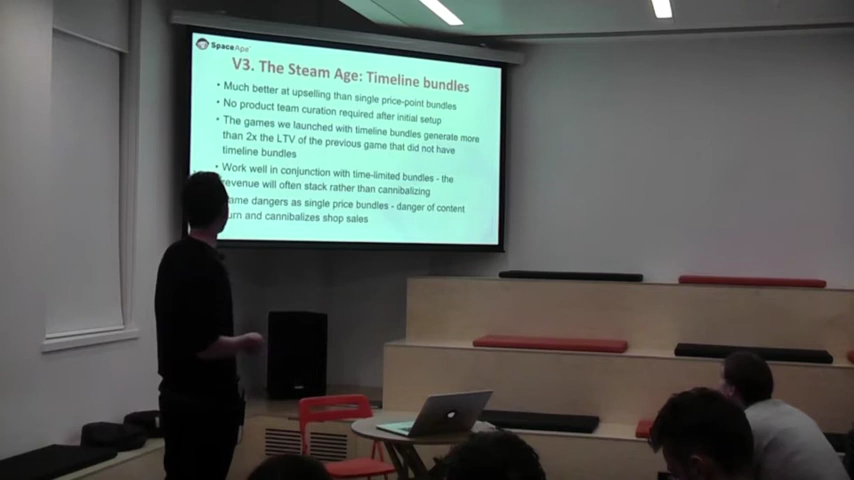 SpaceApe
V3. The Steam Age: Timeline bundles
• Much better at upselling than single price-point bundles
• No product team curation required after initial setup
• The games we launched with timeline bundles generate more
than 2x the LTV of the previous game that did not have
timeline bundles
• Work well in conjunction with time-limited bundles - the
revenue will often stack rather than cannibalizing
dangers as single price bundles - danger of content
and cannibalizes shop sales